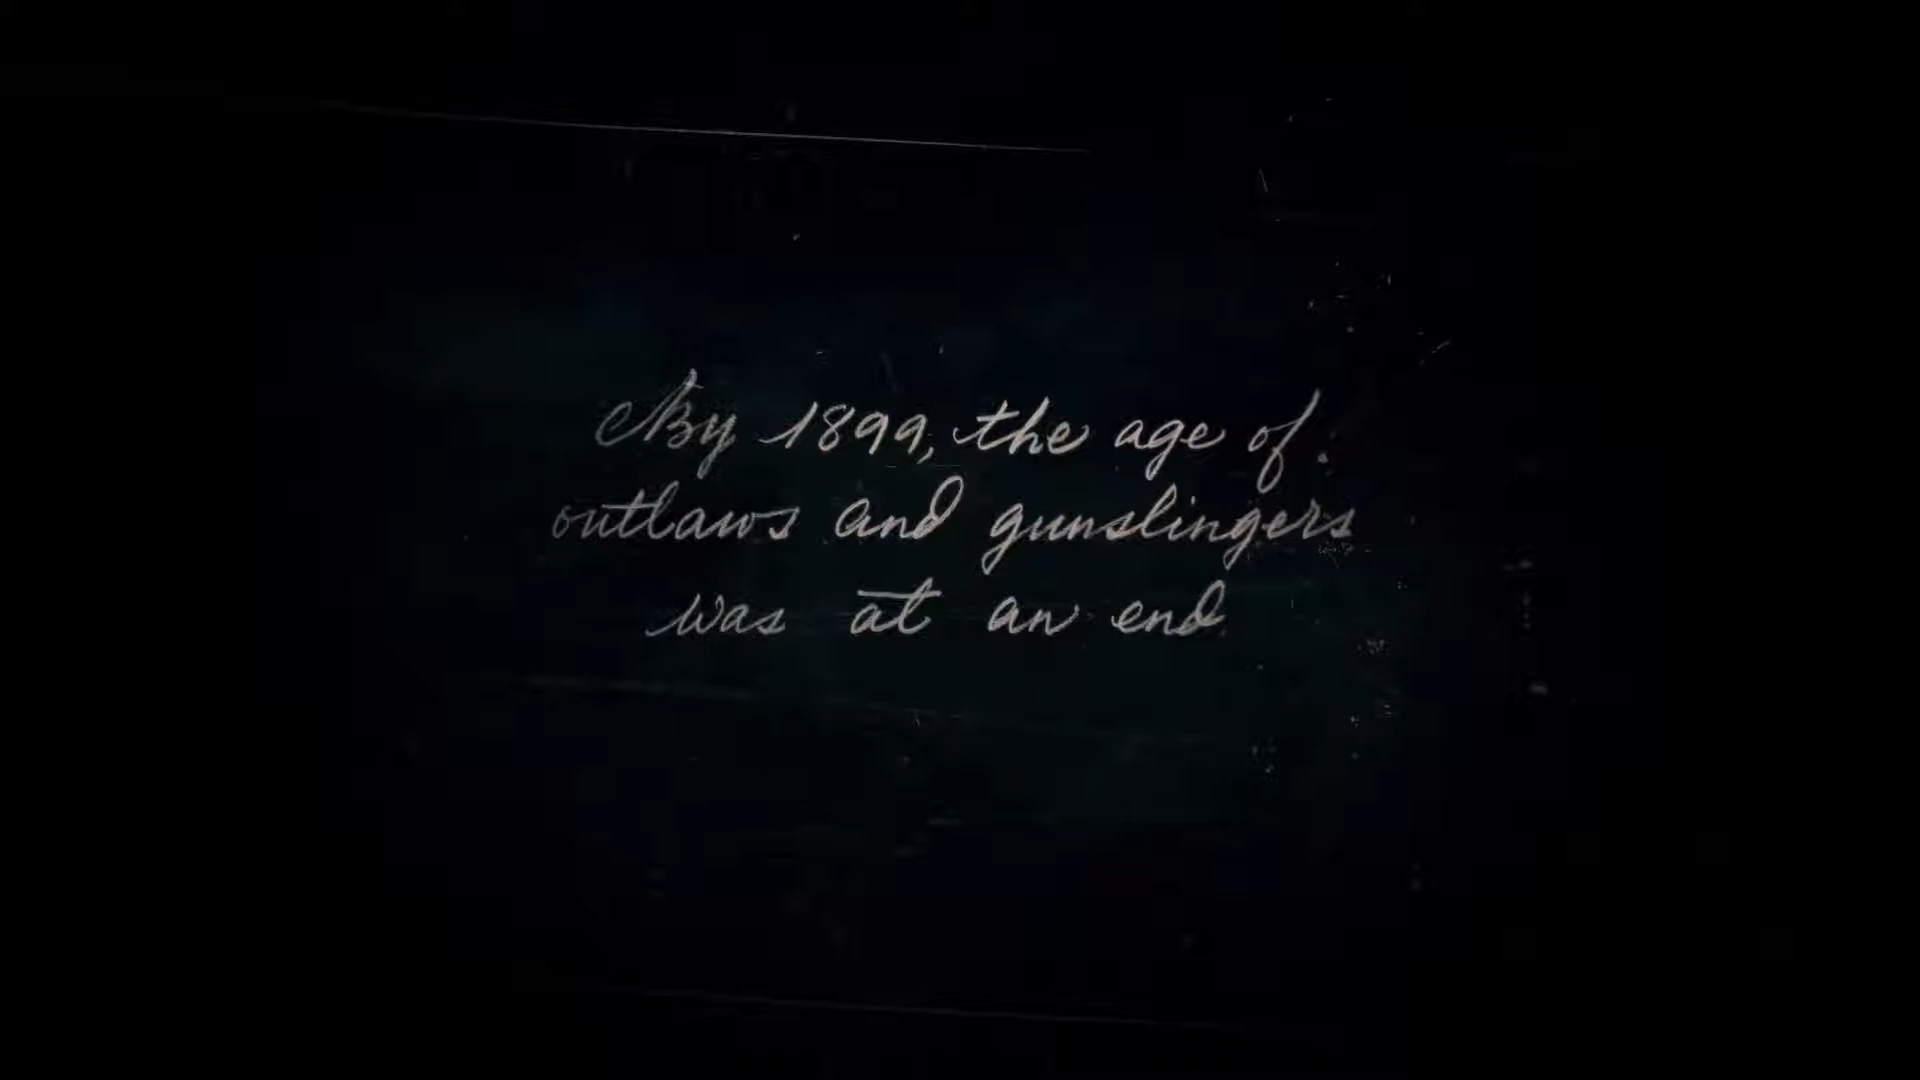 By 1899, the age of
outlaws and gunslingers
was at an end